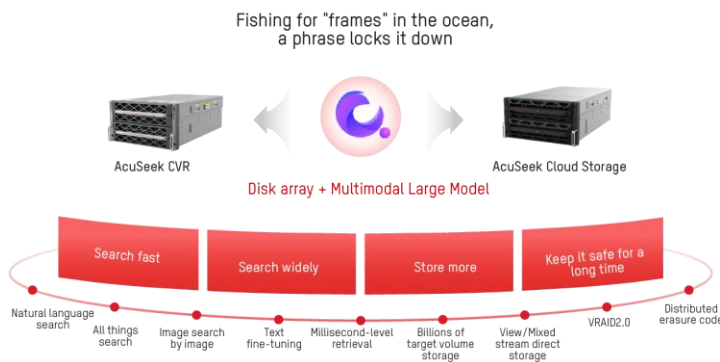 Fishing for "frames" in the ocean,
a phrase locks it down
AcuSeek CVR
AcuSeek Cloud Storage
Disk array + Multimodal Large Model
Search fast
Search widely
Store more
Keep it safe for a
long time
Natural language
search
All things
search
Image search
by image
Text
fine-tuning
Millisecond-level
retrieval
Billions of
target volume
storage
View/Mixed
stream direct
storage
VRAID2.0
Distributed
erasure code